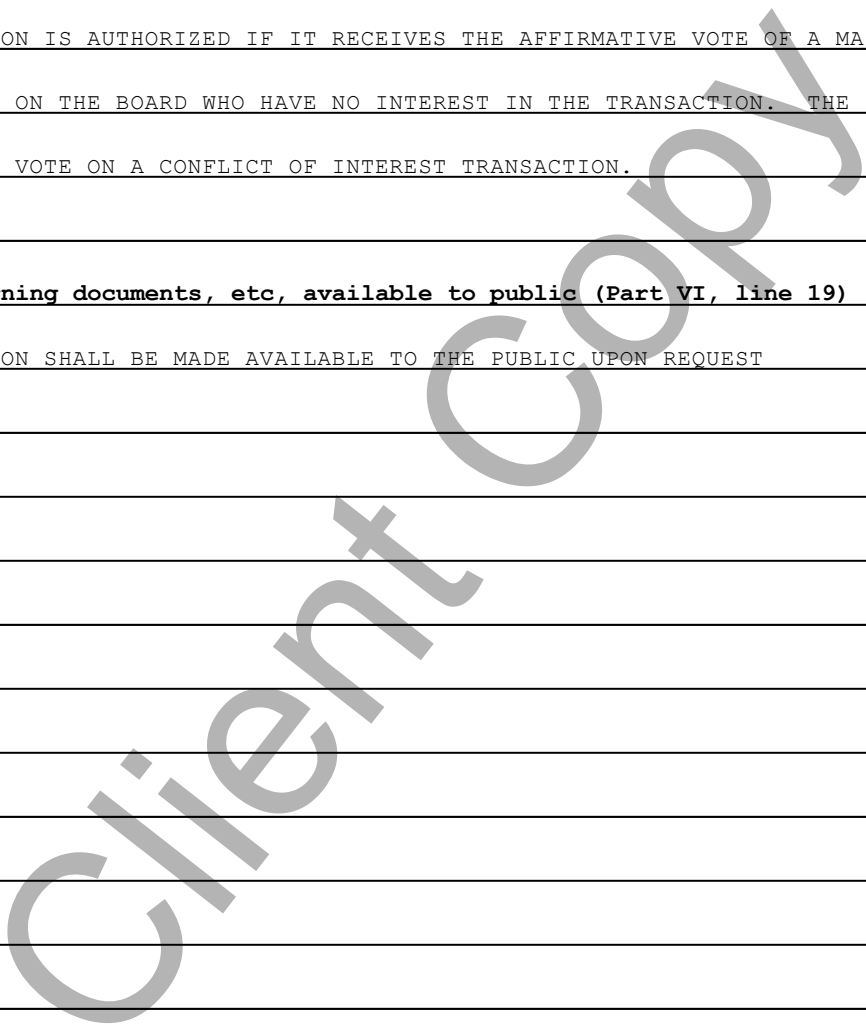 ON IS AUTHORIZED IF IT RECEIVES THE AFFIRMATIVE VOTE OF A MA
ON THE BOARD WHO HAVE NO INTEREST IN THE TRANSACTION. THE
VOTE ON A CONFLICT OF INTEREST TRANSACTION.
rning documents, etc, available to public (Part VI, line 19)
ON SHALL BE MADE AVAILABLE TO THE PUBLIC UPON REQUEST
Client Copy